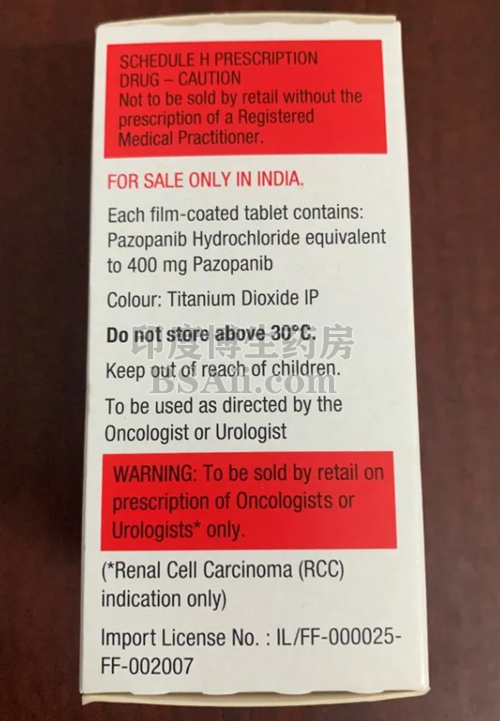 SCHEDULE H PRESCRIPTION
DRUG – CAUTION
Not to be sold by retail without the
prescription of a Registered
Medical Practitioner.
FOR SALE ONLY IN INDIA.
Each film-coated tablet contains:
Pazopanib Hydrochloride equivalent
to 400 mg Pazopanib
Colour: Titanium Dioxide IP
Do not store above 30°C.
印度博生药房
Keep out of reach of children.
BSAli.com
To be used as directed by the
Oncologist or Urologist
WARNING: To be sold by retail on
prescription of Oncologists or
Urologists* only.
(*Renal Cell Carcinoma (RCC)
indication only)
Import License No. : IL/FF-000025-
FF-002007